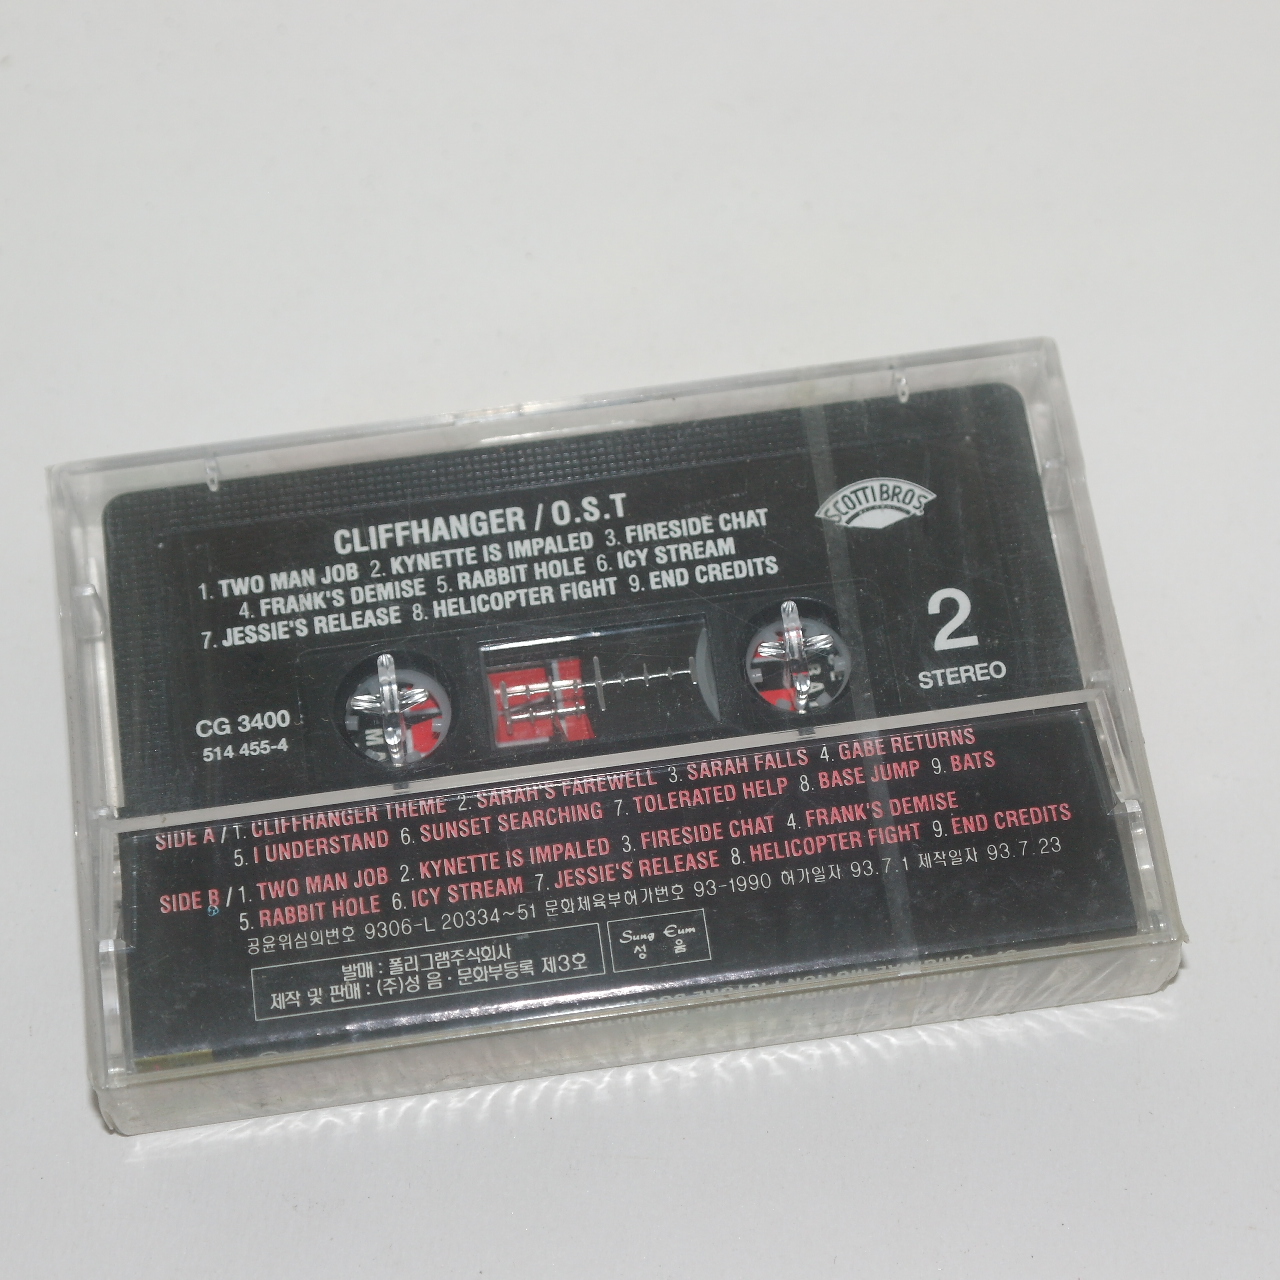 CLIFFHANGER / O.S.T
1. TWO MAN JOB 2. KYNETTE IS IMPALED 3. FIRESIDE CHAT
4. FRANK'S DEMISE 5. RABBIT HOLE 6. ICY STREAM
7. JESSIE'S RELEASE 8. HELICOPTER FIGHT 9. END CREDITS
SCOTTI BROS.
2
STEREO
CG 3400
514 455-4
SIDE A / 1. CLIFFHANGER THEME 2. SARAH'S FAREWELL 3. SARAH FALLS 4. GABE RETURNS
5. I UNDERSTAND 6. SUNSET SEARCHING 7. TOLERATED HELP 8. BASE JUMP 9. BATS
SIDE B / 1. TWO MAN JOB 2. KYNETTE IS IMPALED 3. FIRESIDE CHAT 4. FRANK'S DEMISE
5. RABBIT HOLE 6. ICY STREAM 7. JESSIE'S RELEASE 8. HELICOPTER FIGHT 9. END CREDITS
공윤위심의번호 9306-L 20334~51 문화체육부허가번호 93-1990 허가일자 93.7.1 제작일자 93.7.23
발매 : 폴리그램주식회사
제작 및 판매 : (주)성음 · 문화부등록 제3호
Sung Eum
성 음